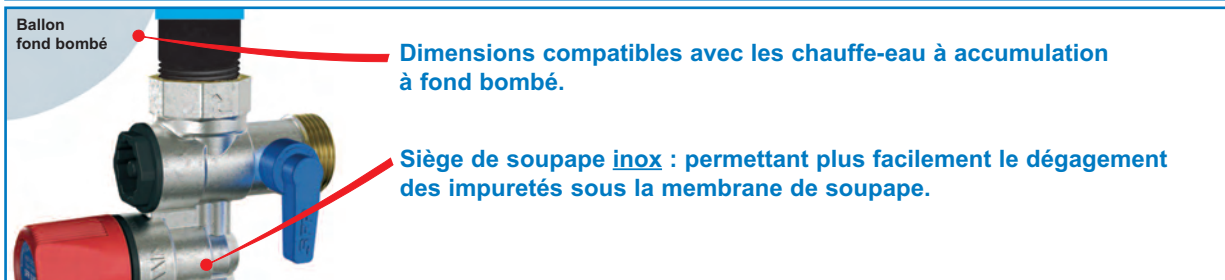 Ballon
fond bombé
Dimensions compatibles avec les chauffe-eau à accumulation
à fond bombé.
Siège de soupape inox : permettant plus facilement le dégagement
des impuretés sous la membrane de soupape.